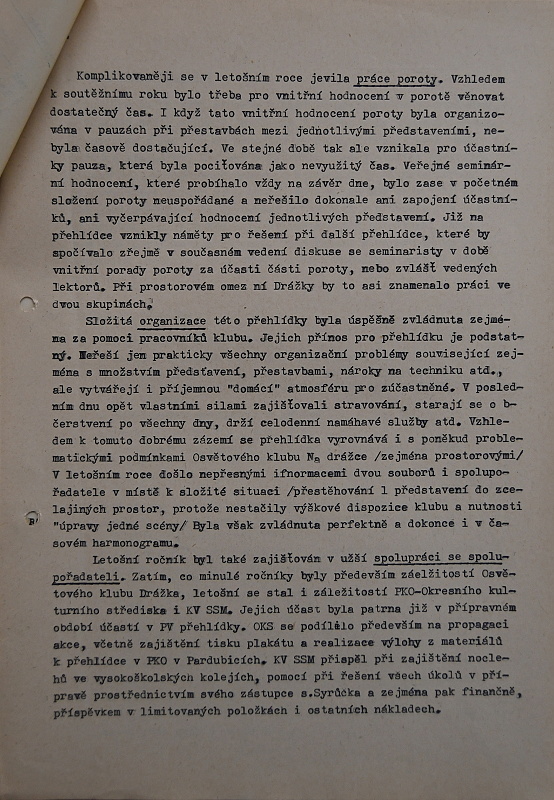 Komplikovaněji se v letošním roce jevila práce poroty. Vzhledem
k soutěžnímu roku bylo třeba pro vnitřní hodnocení v porotě věnovat
dostatečný čas. I když tato vnitřní hodnocení poroty byla organizo-
vána v pauzách při přestavbách mezi jednotlivými představeními, ne-
byla časově dostačující. Ve stejné době tak ale vznikala pro účastní-
ky pauza, která byla pociťována jako nevyužitý čas. Veřejné seminár-
ní hodnocení, které probíhalo vždy na závěr dne, bylo zase v početném
složení poroty neuspořádané a neřešilo dokonale ani zapojení účastní-
ků, ani vyčerpávající hodnocení jednotlivých představení. Již na
přehlídce vznikly náměty pro řešení při další přehlídce, které by
spočívalo zřejmě v současném vedení diskuse se seminaristy v době
vnitřní porady poroty za účasti části poroty, nebo zvlášť vedených
lektorů. Při prostorovém omez ní Drážky by to asi znamenalo práci ve
dvou skupinách.
Složitá organizace této přehlídky byla úspěšně zvládnuta zejmé-
na za pomoci pracovníků klubu. Jejich přínos pro přehlídku je podstat-
ný. Neřeší jen prakticky všechny organizační problémy související zej-
ména s množstvím předsťavení, přestavbami, nároky na techniku atd.,
ale vytvářejí i příjemnou "domácí" atmosféru pro zúčastněné. V posled-
ním dnu opět vlastními silami zajišťovali stravování, starají se o b-
čerstvení po všechny dny, drží celodenní namáhavé služby atd. Vzhle-
dem k tomuto dobrému zázemí se přehlídka vyrovnává i s poněkud proble-
matickými podmínkami Osvětového klubu Na drážce /zejména prostorovými/
V letošním roce došlo nepřesnými ifnormacemi dvou souborů i spolupo-
řadatele v místě k složité situaci /přestěhování 1 představení do zce-
lajiných prostor, protože nestačily výškové dispozice klubu a nutnosti
"úpravy jedné scény/ Byla však zvládnuta perfektně a dokonce i v ča-
sovém harmonogramu.
Letošní ročník byl také zajišťován v užší spolupráci se spolu-
pořadateli. Zatím, co minulé ročníky byly především záelžitostí Osvě-
tového klubu Drážka, letošní se stal i záležitostí PKO-Okresního kul-
turního střediska i KV SSM. Jejich účast byla patrna již v přípravném
období účastí v PV přehlídky. OKS se podílelo především na propagaci
akce, včetně zajištění tisku plakátu a realizace výlohy z materiálů
k přehlídce v PKO v Pardubicích. KV SSM přispěl při zajištění nocle-
hů ve vysokoškolských kolejích, pomocí při řešení všech úkolů v pří-
pravě prostřednictvím svého zástupce s.Syrůčka a zejména pak finančně,
příspěvkem v limitovaných položkách i ostatních nákladech.